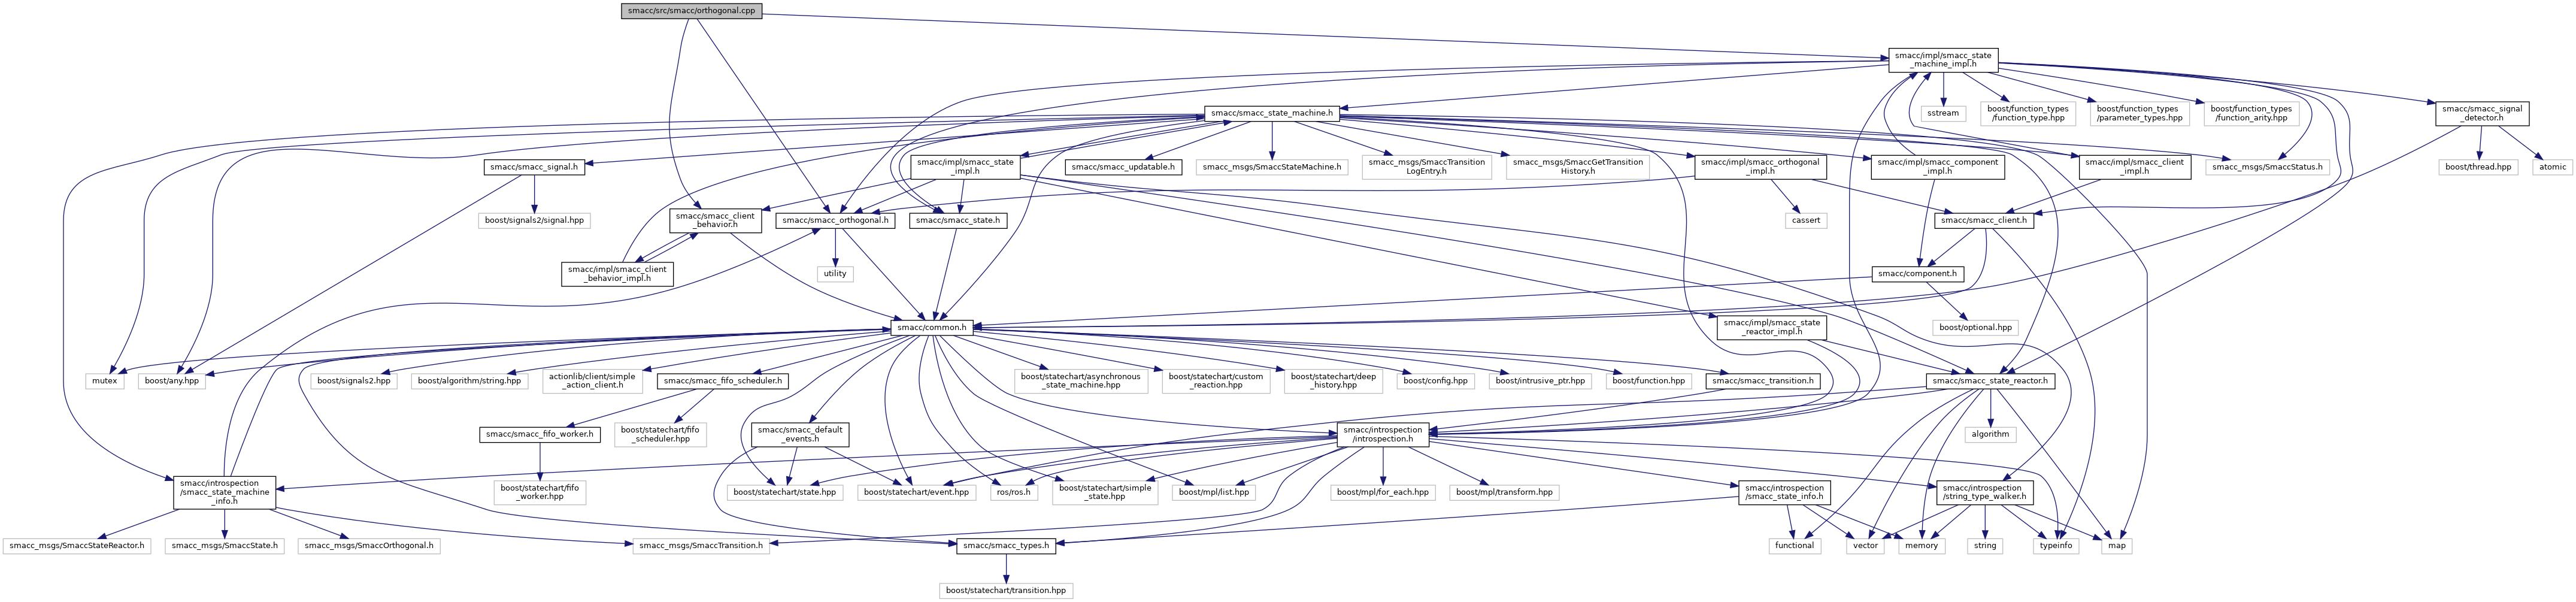 smacc/src/smacc/orthogonal.cpp
smacc/impl/smacc_state
_machine_impl.h
smacc/smacc_state_machine.h
sstream
boost/function_types
/function_type.hpp
boost/function_types
/parameter_types.hpp
boost/function_types
/function_arity.hpp
smacc/smacc_signal
_detector.h
smacc/smacc_signal.h
smacc/impl/smacc_state
_impl.h
smacc/smacc_updatable.h
smacc_msgs/SmaccStateMachine.h
smacc_msgs/SmaccTransition
LogEntry.h
smacc_msgs/SmaccGetTransition
History.h
smacc/impl/smacc_orthogonal
_impl.h
smacc/impl/smacc_component
_impl.h
smacc/impl/smacc_client
_impl.h
smacc_msgs/SmaccStatus.h
boost/thread.hpp
atomic
boost/signals2/signal.hpp
smacc/smacc_client
_behavior.h
smacc/smacc_orthogonal.h
smacc/smacc_state.h
cassert
smacc/smacc_client.h
smacc/impl/smacc_client
_behavior_impl.h
utility
smacc/component.h
smacc/common.h
smacc/impl/smacc_state
_reactor_impl.h
boost/optional.hpp
mutex
boost/any.hpp
boost/signals2.hpp
boost/algorithm/string.hpp
actionlib/client/simple
_action_client.h
smacc/smacc_fifo_scheduler.h
boost/statechart/asynchronous
_state_machine.hpp
boost/statechart/custom
_reaction.hpp
boost/statechart/deep
_history.hpp
boost/config.hpp
boost/intrusive_ptr.hpp
boost/function.hpp
smacc/smacc_transition.h
smacc/smacc_state_reactor.h
smacc/smacc_fifo_worker.h
boost/statechart/fifo
_scheduler.hpp
smacc/smacc_default
_events.h
smacc/introspection
/introspection.h
algorithm
smacc/introspection
/smacc_state_machine
_info.h
boost/statechart/fifo
_worker.hpp
boost/statechart/state.hpp
boost/statechart/event.hpp
ros/ros.h
boost/statechart/simple
_state.hpp
boost/mpl/list.hpp
boost/mpl/for_each.hpp
boost/mpl/transform.hpp
smacc/introspection
/smacc_state_info.h
smacc/introspection
/string_type_walker.h
smacc_msgs/SmaccStateReactor.h
smacc_msgs/SmaccState.h
smacc_msgs/SmaccOrthogonal.h
smacc_msgs/SmaccTransition.h
smacc/smacc_types.h
functional
vector
memory
string
typeinfo
map
boost/statechart/transition.hpp